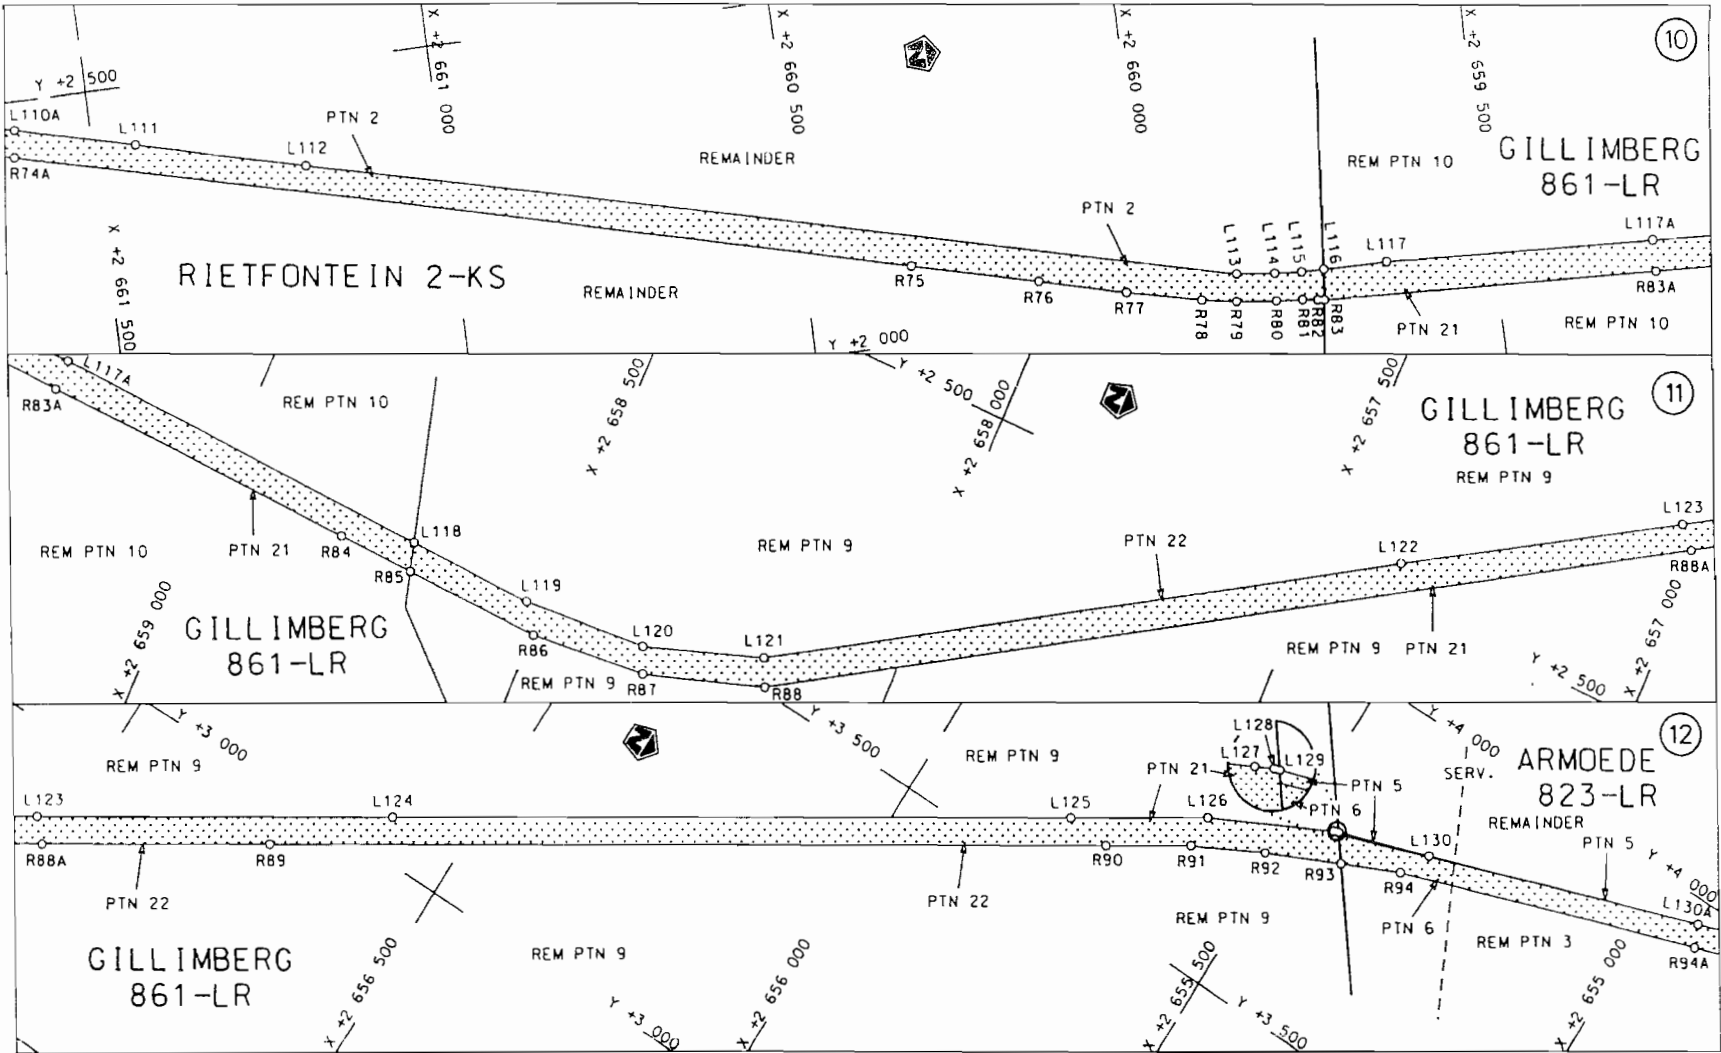 10
X +2 661 000
X +2 660 500
X +2 660 000
X +2 659 500
Y +2 500
L110A
L111
L112
PTN 2
REMAINDER
REM PTN 10
GILLIMBERG
861-LR
R74A
PTN 2
L113
L114
L115
L116
L117
L117A
X +2 661 500
RIETFONTEIN 2-KS
REMAINDER
R75
R76
R77
R78
R79
R80
R81
R82
R83
R83A
PTN 21
REM PTN 10
Y +2 000
11
L117A
R83A
REM PTN 10
X +2 658 500
Y +2 500
X +2 658 000
X +2 657 500
GILLIMBERG
861-LR
REM PTN 9
REM PTN 10
PTN 21
R84
L118
R85
REM PTN 9
PTN 22
L122
L123
R88A
X +2 659 000
GILLIMBERG
861-LR
L119
R86
L120
L121
REM PTN 9
R87
R88
REM PTN 9
PTN 21
Y +2 500
X +2 657 000
12
Y +3 000
REM PTN 9
Y +3 500
REM PTN 9
L128
L127
L129
PTN 21
PTN 5
PTN 6
Y +4 000
SERV.
ARMOEDE
823-LR
REMAINDER
L123
L124
L125
L126
L130
PTN 5
Y +4 000
L130A
R88A
R89
R90
R91
R92
R93
R94
R94A
PTN 22
PTN 22
REM PTN 9
PTN 6
REM PTN 3
GILLIMBERG
861-LR
REM PTN 9
X +2 656 500
Y +3 000
X +2 656 000
X +2 655 500
Y +3 500
X +2 655 000